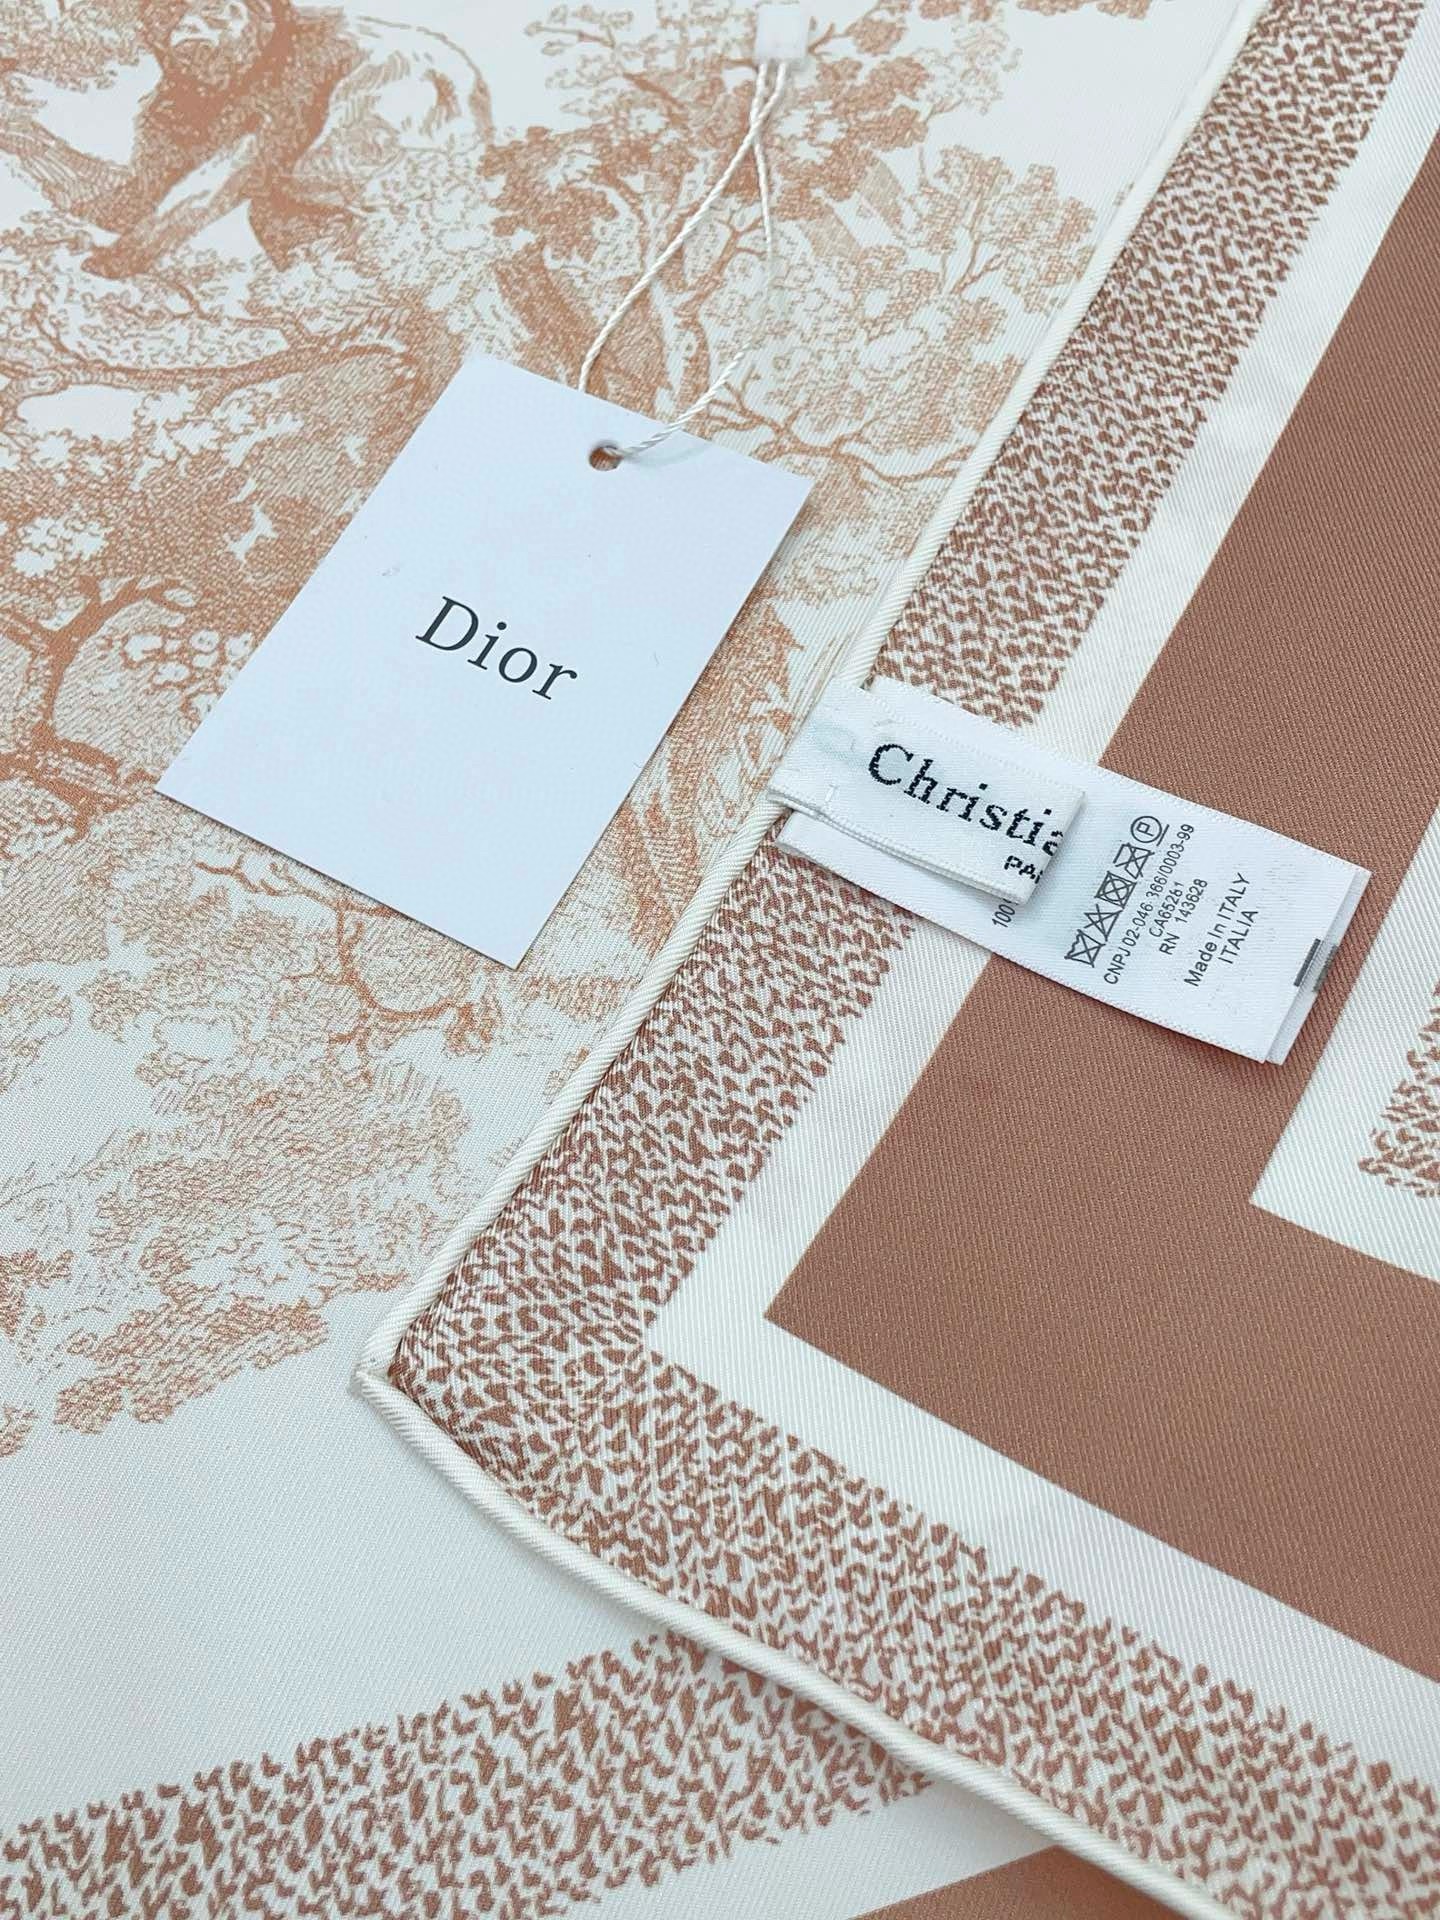 Dior
Christia
PA
100
CNPJ 02-046 366/0003-99
CA65261
RN 143628
Made In ITALY
ITALIA